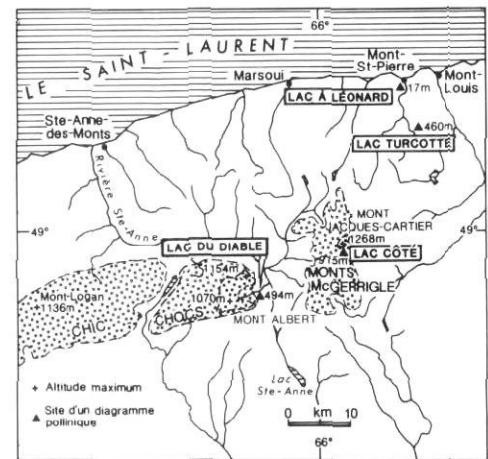 66°
LE SAINT-LAURENT
Mont-
St-Pierre
Marsoui
Mont-
Louis
LAC À LÉONARD
17m
Ste-Anne-
des-Monts
460m
LAC TURCOTTE
Rivière Ste-Anne
MONT
JACQUES-CARTIER
49°
49°
LAC DU DIABLE
1268m
LAC CÔTÉ
1154m
915m
MONTS
McGERRIGLE
Mont-Logan
1136m
1070m
494m
CHIC
CHOCS
MONT ALBERT
+ Altitude maximum
Lac
Ste-Anne
▲ Site d'un diagramme
pollinique
0 km 10
66°